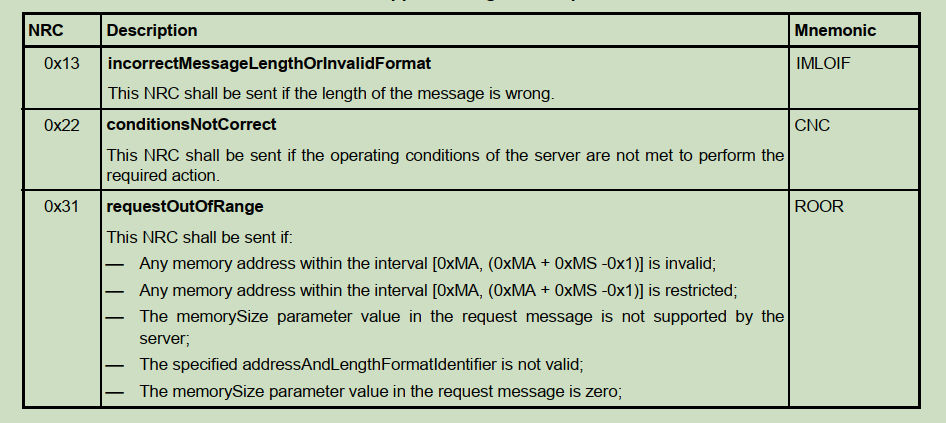 NRC Description Mnemonic
0x13 incorrectMessageLengthOrInvalidFormat IMLOIF
This NRC shall be sent if the length of the message is wrong.
0x22 conditionsNotCorrect CNC
This NRC shall be sent if the operating conditions of the server are not met to perform the
required action.
0x31 requestOutOfRange ROOR
This NRC shall be sent if:
— Any memory address within the interval [0xMA, (0xMA + 0xMS -0x1)] is invalid;
— Any memory address within the interval [0xMA, (0xMA + 0xMS -0x1)] is restricted;
— The memorySize parameter value in the request message is not supported by the
server;
— The specified addressAndLengthFormatIdentifier is not valid;
— The memorySize parameter value in the request message is zero;